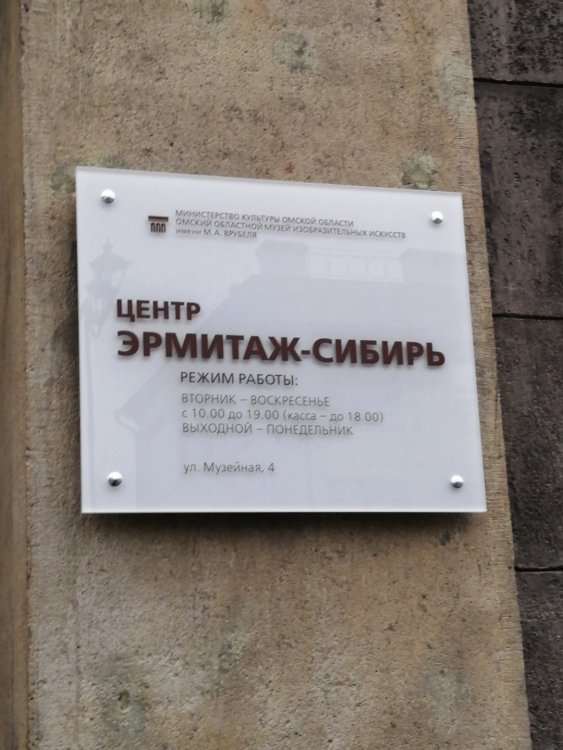 МИНИСТЕРСТВО КУЛЬТУРЫ ОМСКОЙ ОБЛАСТИ
ОМСКИЙ ОБЛАСТНОЙ МУЗЕЙ ИЗОБРАЗИТЕЛЬНЫХ ИСКУССТВ
имени М.А. ВРУБЕЛЯ
ЦЕНТР
ЭРМИТАЖ-СИБИРЬ
РЕЖИМ РАБОТЫ:
ВТОРНИК – ВОСКРЕСЕНЬЕ
с 10.00 до 19.00 (касса – до 18.00)
ВЫХОДНОЙ – ПОНЕДЕЛЬНИК
ул. Музейная, 4